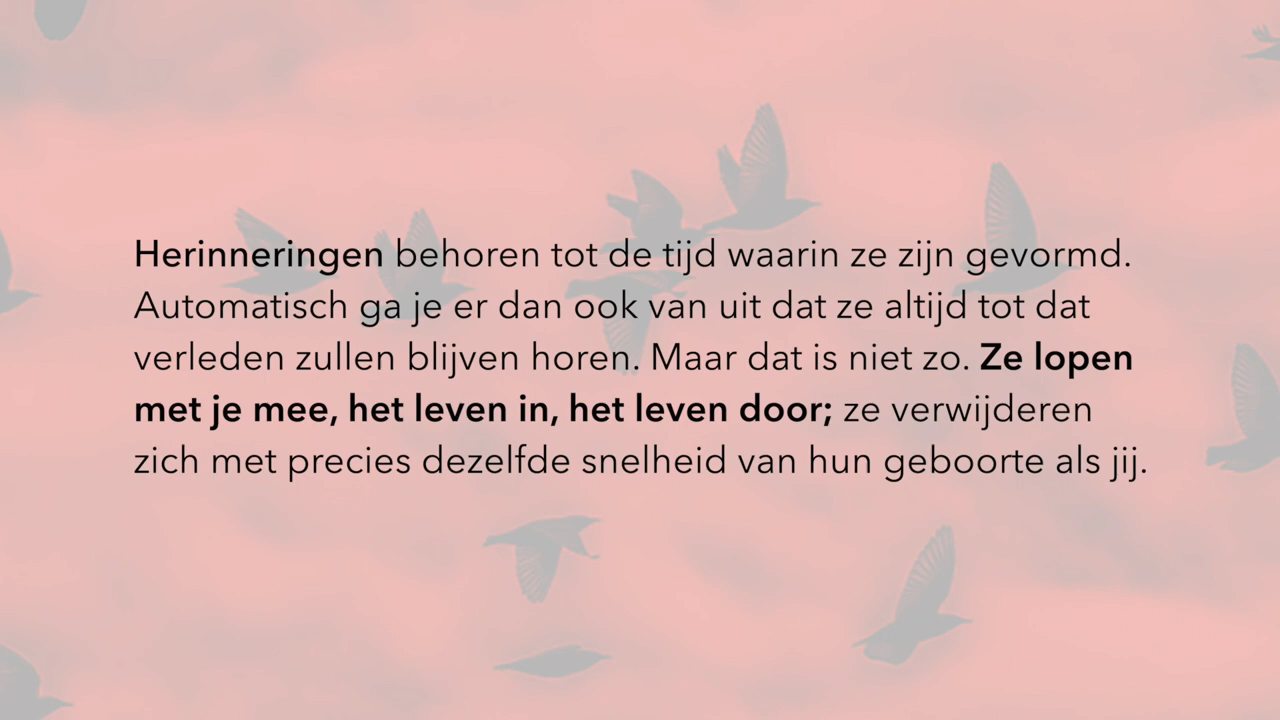 Herinneringen behoren tot de tijd waarin ze zijn gevormd.
Automatisch ga je er dan ook van uit dat ze altijd tot dat
verleden zullen blijven horen. Maar dat is niet zo. Ze lopen
met je mee, het leven in, het leven door; ze verwijderen
zich met precies dezelfde snelheid van hun geboorte als jij.